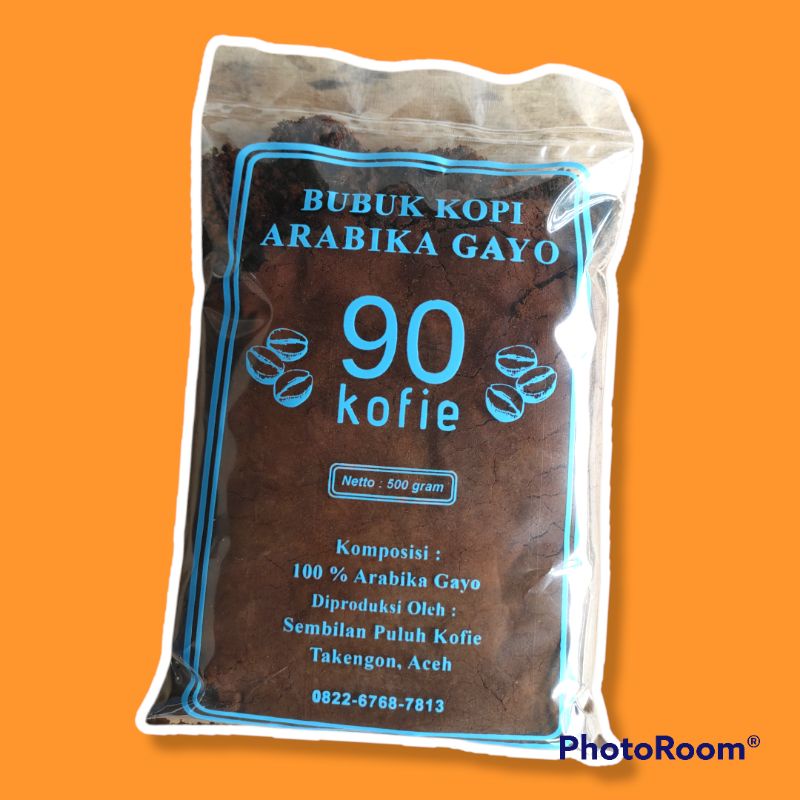 BUBUK KOPI
ARABIKA GAYO
90
kofie
Netto : 500 gram
Komposisi :
100 % Arabika Gayo
Diproduksi Oleh :
Sembilan Puluh Kofie
Takengon, Aceh
0822-6768-7813
PhotoRoom®